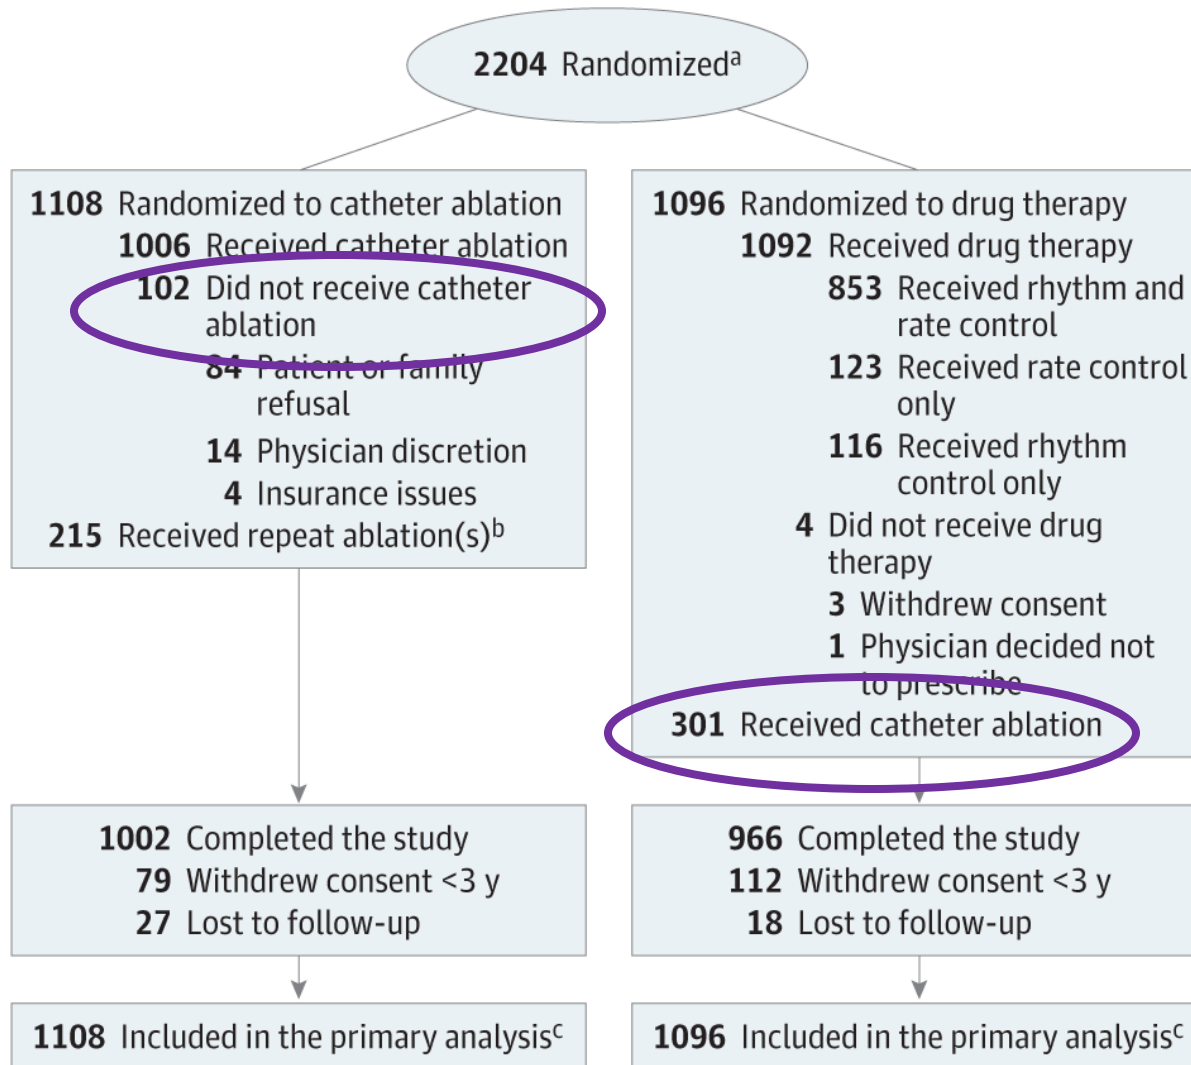 2204 Randomizedᵃ
1108 Randomized to catheter ablation
1006 Received catheter ablation
102 Did not receive catheter
ablation
84 Patient or family
refusal
14 Physician discretion
4 Insurance issues
215 Received repeat ablation(s)ᵇ
1096 Randomized to drug therapy
1092 Received drug therapy
853 Received rhythm and
rate control
123 Received rate control
only
116 Received rhythm
control only
4 Did not receive drug
therapy
3 Withdrew consent
1 Physician decided not
to prescribe
301 Received catheter ablation
1002 Completed the study
79 Withdrew consent <3 y
27 Lost to follow-up
966 Completed the study
112 Withdrew consent <3 y
18 Lost to follow-up
1108 Included in the primary analysisᶜ
1096 Included in the primary analysisᶜ